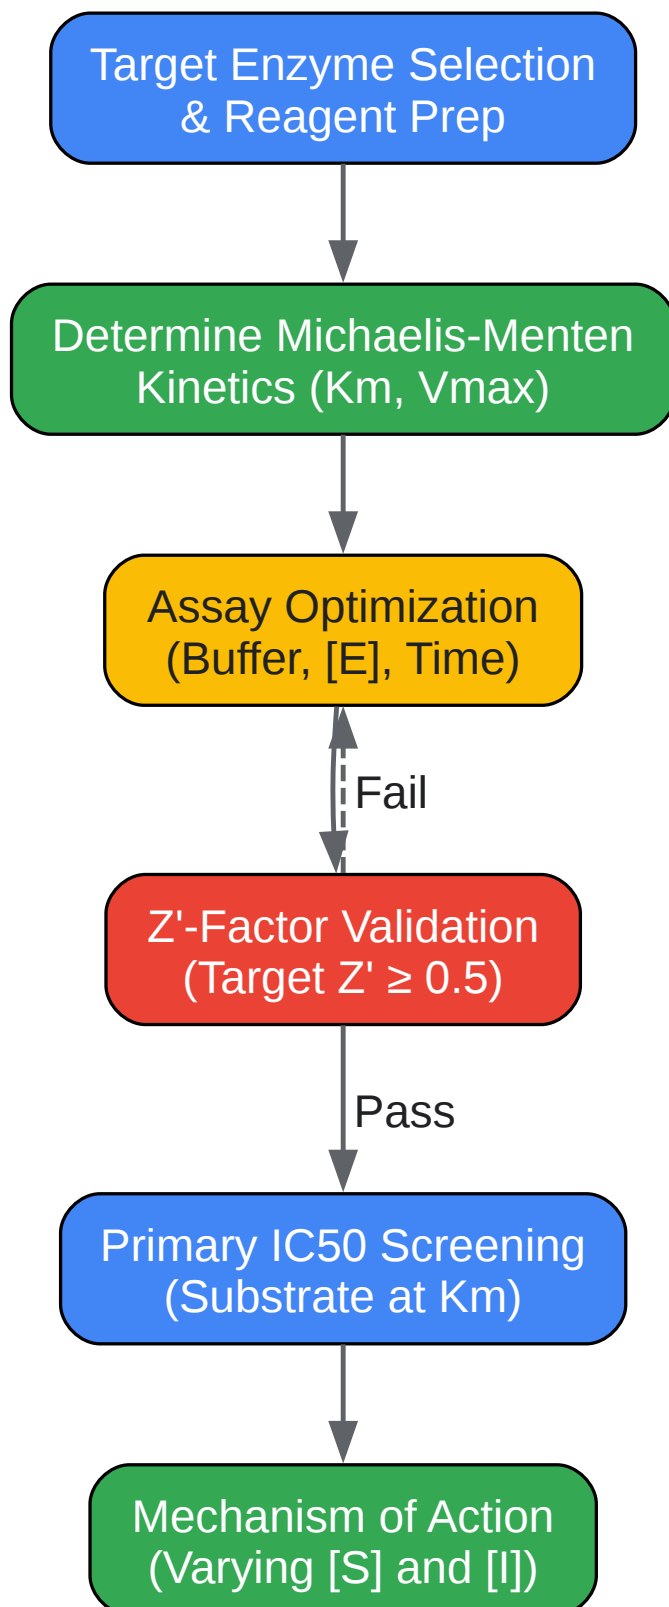 Target Enzyme Selection
& Reagent Prep
Determine Michaelis-Menten
Kinetics (Km, Vmax)
Assay Optimization
(Buffer, [E], Time)
Fail
Z'-Factor Validation
(Target Z' ≥ 0.5)
Pass
Primary IC50 Screening
(Substrate at Km)
Mechanism of Action
(Varying [S] and [I])